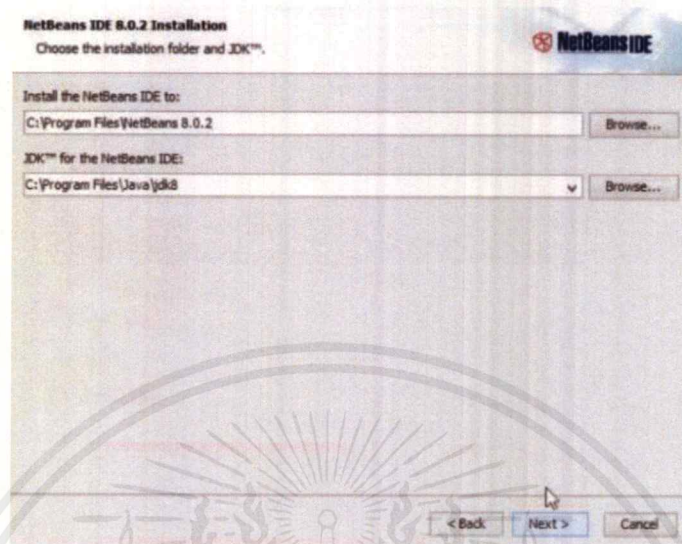 NetBeans IDE 8.0.2 Installation
Choose the installation folder and JDK™.
NetBeans IDE
Install the NetBeans IDE to:
C:\Program Files\NetBeans 8.0.2
Browse...
JDK™ for the NetBeans IDE:
C:\Program Files\Java\jdk8
Browse...
< Back
Next >
Cancel